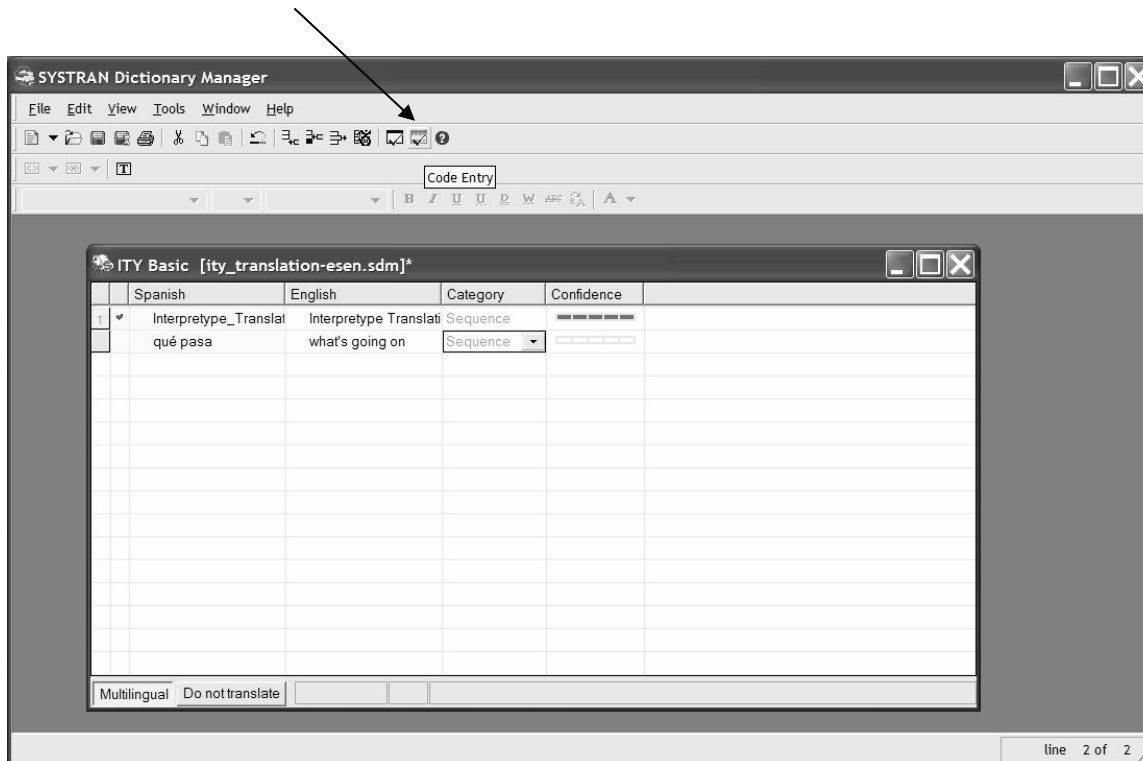 SYSTRAN Dictionary Manager
File Edit View Tools Window Help
T
Code Entry
B I U U D W ABC A
ITY Basic [ity_translation-esen.sdm]*
Spanish English Category Confidence
1 Interpretype_Translat Interpretype Translati Sequence
qué pasa what's going on Sequence
Multilingual Do not translate
line 2 of 2